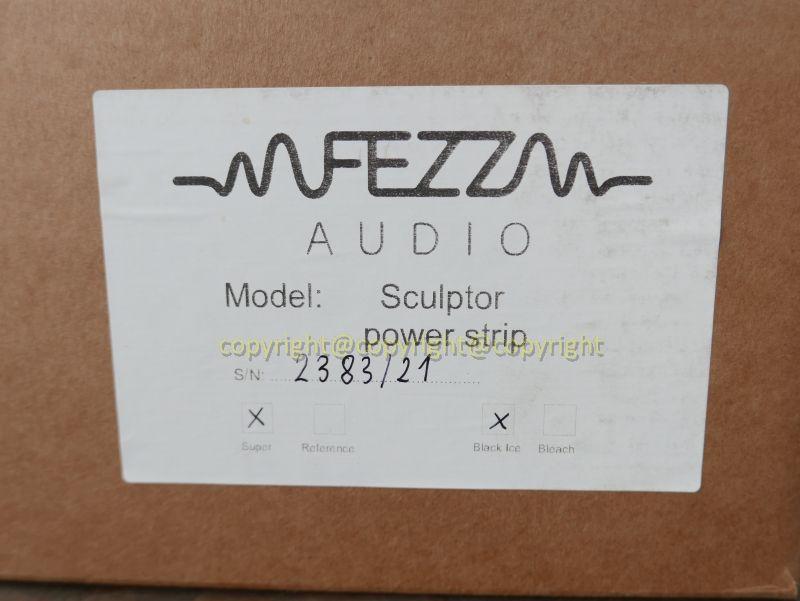 FEZZ
AUDIO
Model: Sculptor
power strip
copyright@copyright@copyright
S/N: 2383/21
X X
Super Reference Black Ice Bleach